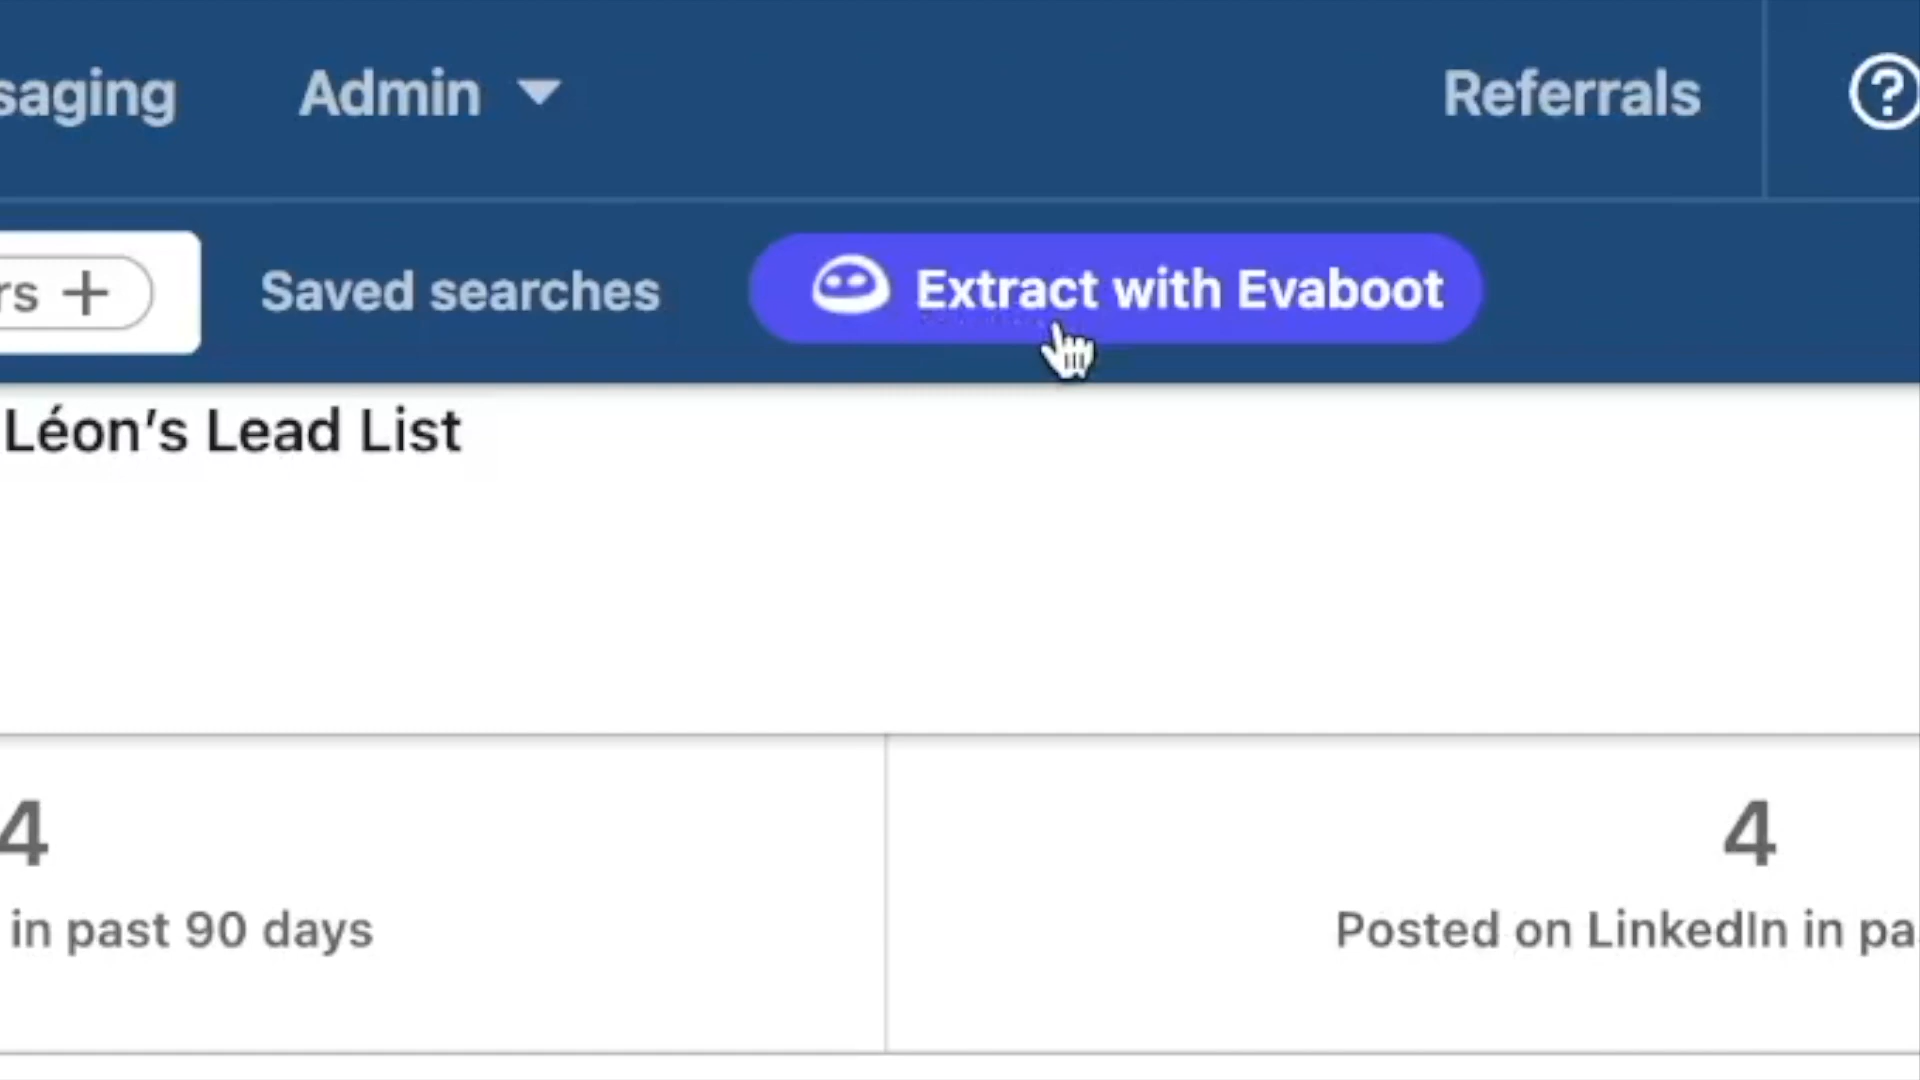 saging Admin Referrals
rs + Saved searches Extract with Evaboot
Léon’s Lead List
4 4
in past 90 days Posted on LinkedIn in pa